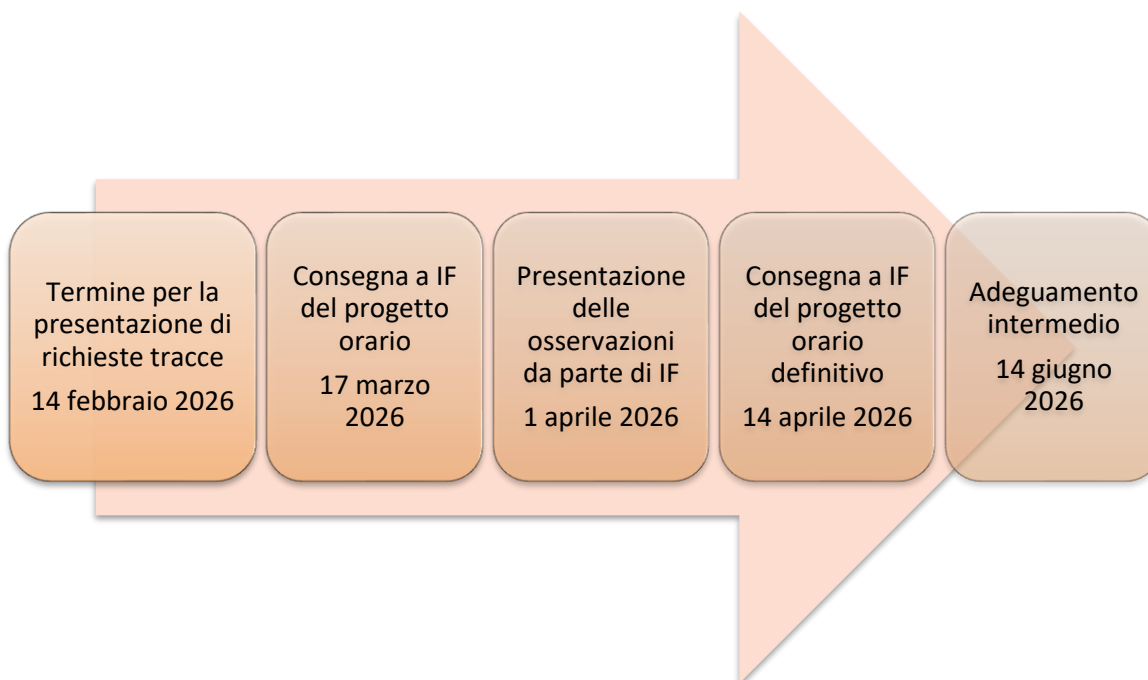 Termine per la
presentazione di
richieste tracce
14 febbraio 2026
Consegna a IF
del progetto
orario
17 marzo
2026
Presentazione
delle
osservazioni
da parte di IF
1 aprile 2026
Consegna a IF
del progetto
orario
definitivo
14 aprile 2026
Adeguamento
intermedio
14 giugno
2026